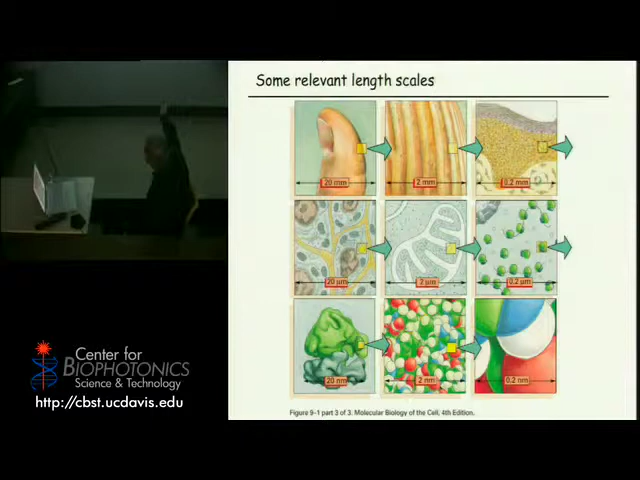 Some relevant length scales
20 mm
2 mm
0.2 mm
20 µm
2 µm
0.2 µm
20 nm
2 nm
0.2 nm
Figure 9–1 part 3 of 3. Molecular Biology of the Cell, 4th Edition.
Center for
BIOPHOTONICS
Science & Technology
http://cbst.ucdavis.edu